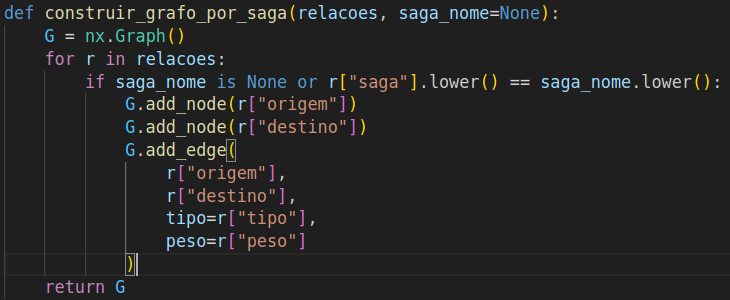 def construir_grafo_por_saga(relacoes, saga_nome=None):
    G = nx.Graph()
    for r in relacoes:
        if saga_nome is None or r["saga"].lower() == saga_nome.lower():
            G.add_node(r["origem"])
            G.add_node(r["destino"])
            G.add_edge(
                r["origem"],
                r["destino"],
                tipo=r["tipo"],
                peso=r["peso"]
            )
    return G